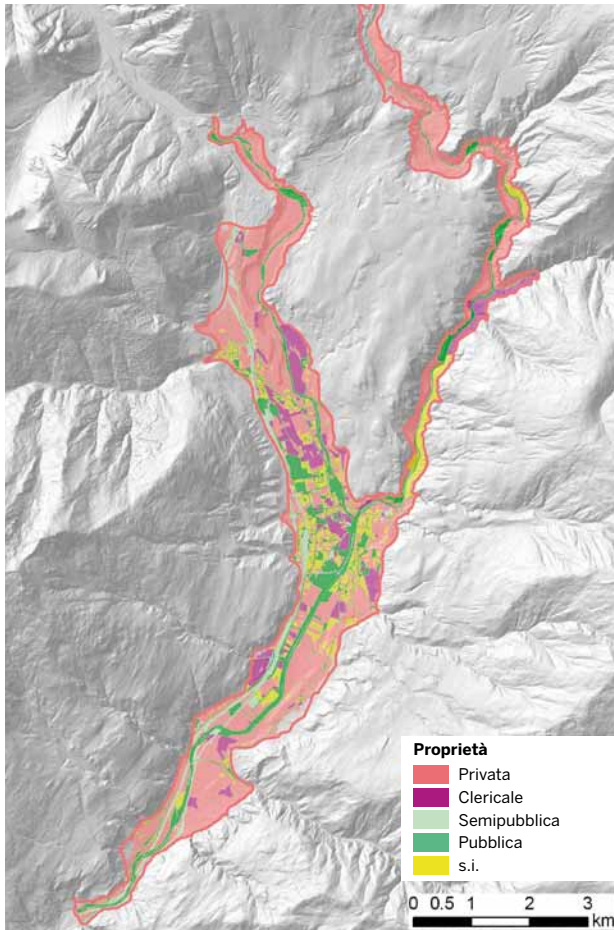 Proprietà
Privata
Clericale
Semipubblica
Pubblica
s.i.
0 0.5 1 2 3
km